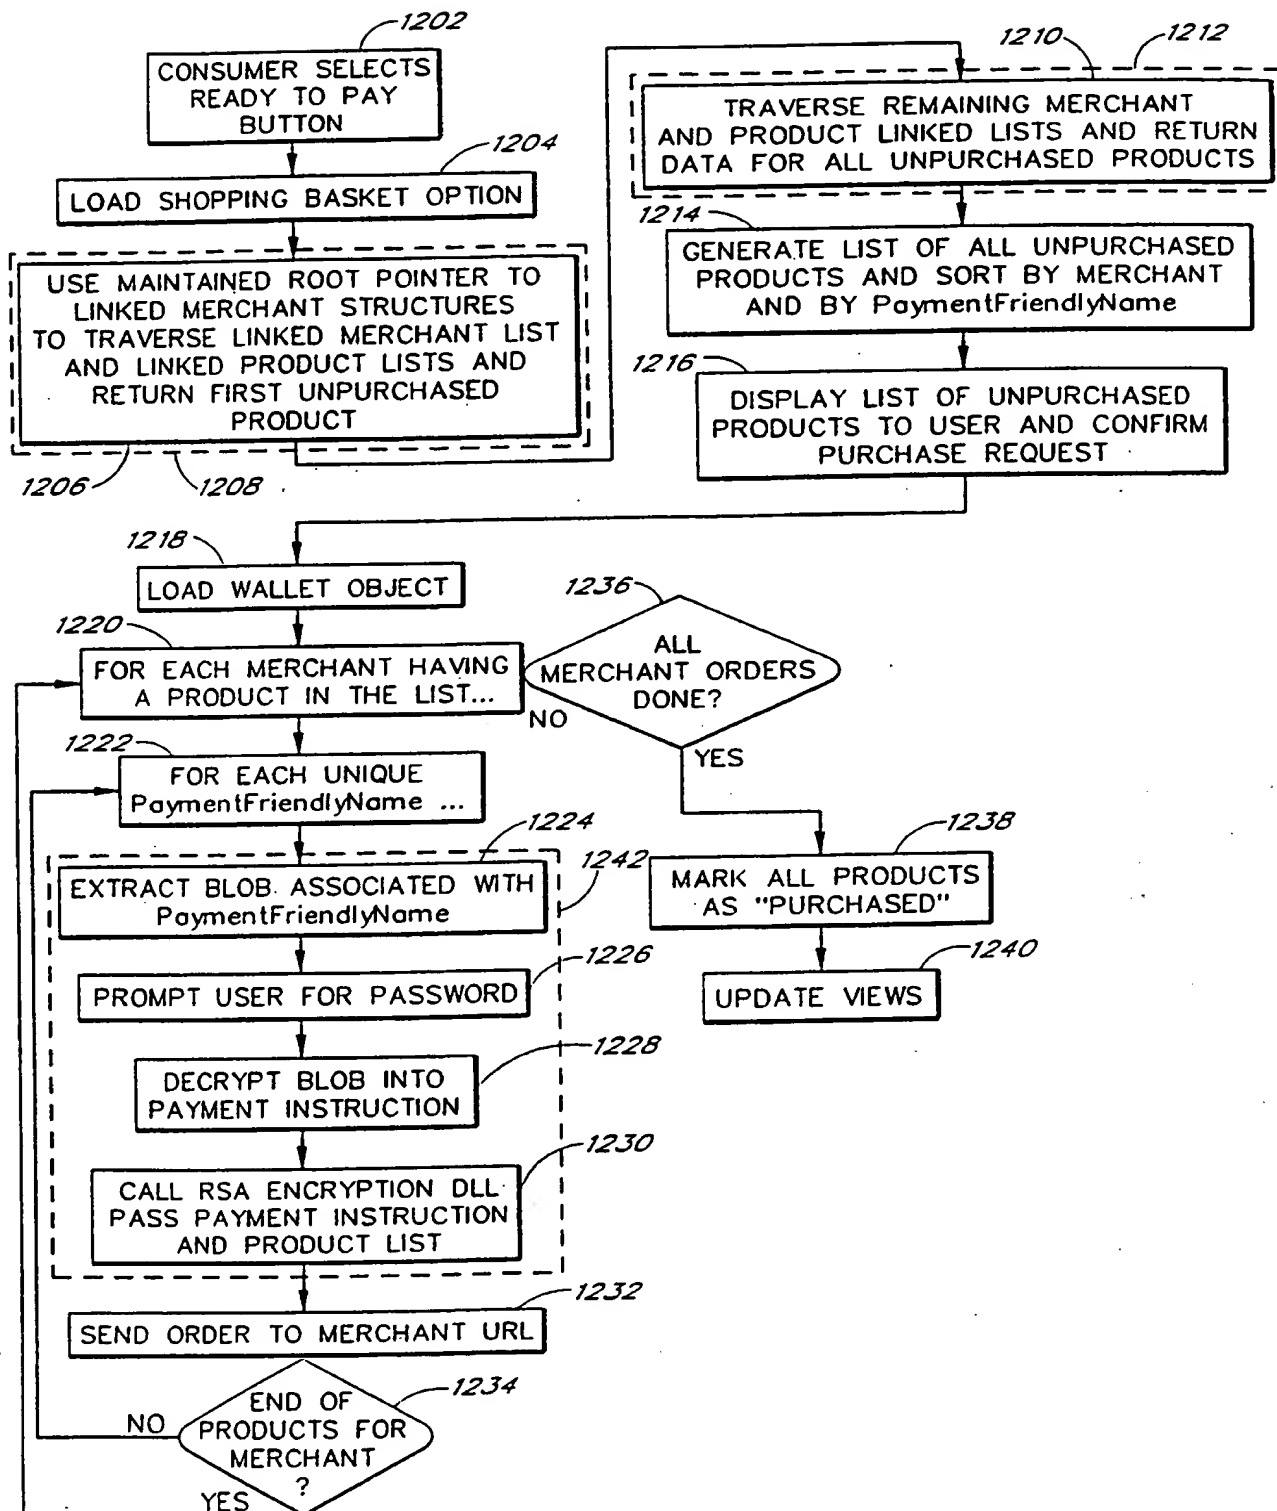 1202
CONSUMER SELECTS
READY TO PAY
BUTTON
1204
LOAD SHOPPING BASKET OPTION
USE MAINTAINED ROOT POINTER TO
LINKED MERCHANT STRUCTURES
TO TRAVERSE LINKED MERCHANT LIST
AND LINKED PRODUCT LISTS AND
RETURN FIRST UNPURCHASED
PRODUCT
1206
1208
1210
1212
TRAVERSE REMAINING MERCHANT
AND PRODUCT LINKED LISTS AND RETURN
DATA FOR ALL UNPURCHASED PRODUCTS
1214
GENERATE LIST OF ALL UNPURCHASED
PRODUCTS AND SORT BY MERCHANT
AND BY PaymentFriendlyName
1216
DISPLAY LIST OF UNPURCHASED
PRODUCTS TO USER AND CONFIRM
PURCHASE REQUEST
1218
LOAD WALLET OBJECT
1220
FOR EACH MERCHANT HAVING
A PRODUCT IN THE LIST...
1236
ALL
MERCHANT ORDERS
DONE?
NO
YES
1222
FOR EACH UNIQUE
PaymentFriendlyName ...
1224
1242
EXTRACT BLOB ASSOCIATED WITH
PaymentFriendlyName
1226
PROMPT USER FOR PASSWORD
1228
DECRYPT BLOB INTO
PAYMENT INSTRUCTION
1230
CALL RSA ENCRYPTION DLL
PASS PAYMENT INSTRUCTION
AND PRODUCT LIST
1232
SEND ORDER TO MERCHANT URL
1234
END OF
PRODUCTS FOR
MERCHANT
?
NO
YES
1238
MARK ALL PRODUCTS
AS "PURCHASED"
1240
UPDATE VIEWS